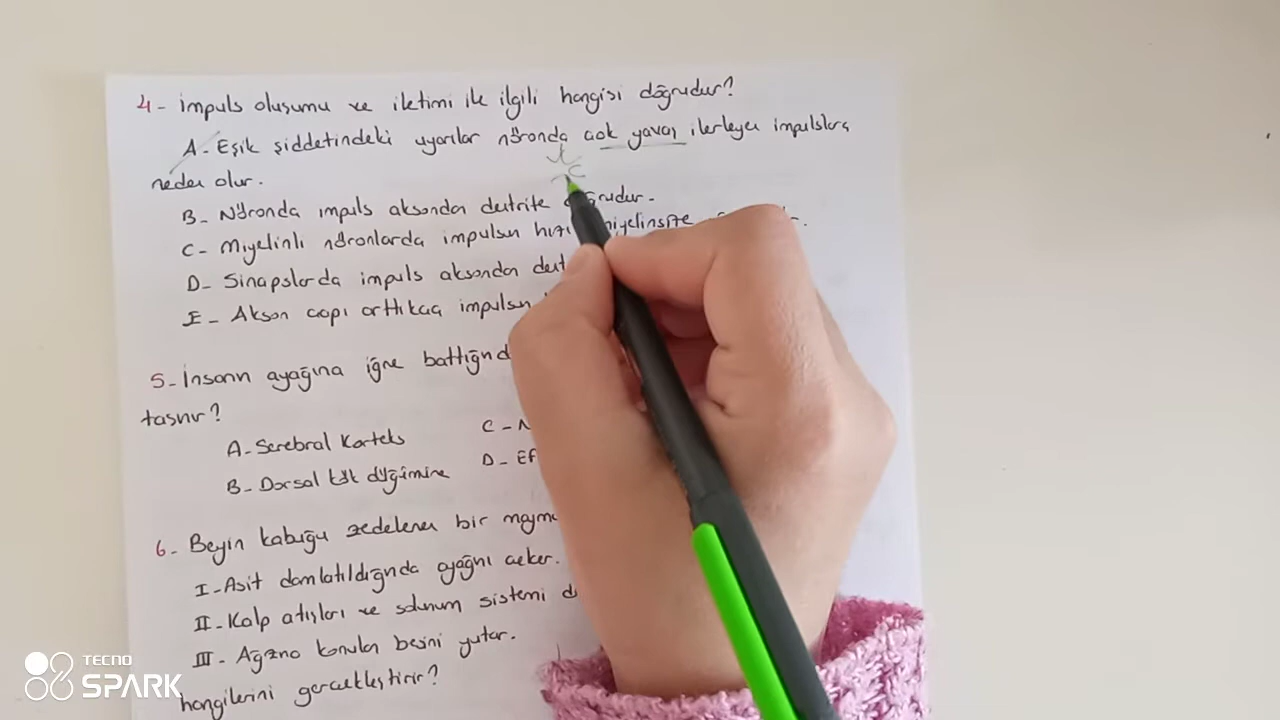 4- İmpuls oluşumu ve iletimi ile ilgili hangisi doğrudur?
A- Eşik şiddetindeki uyarılar nöronda çok yavaş ilerleyen impulslara
neden olur.
B- Nöronda impuls aksondan dentrite doğrudur.
C- Miyelinli nöronlarda impulsun hızı miyelinsize
D- Sinapslarda impuls aksondan
E- Akson çapı arttıkça impulsun
5- İnsanın ayağına iğne
taşınır?
A- Serebral Korteks
C-
B- Dorsal kök düğümüne
D-
6- Beyin kabuğu zedelenen bir
I- Asit damlatıldığında ayağını çeker.
II- Kalp atışları ve solunum sistemi
III- Ağzına konulan besini yutar.
hangilerini gerçekleştirir?
TECNO
SPARK